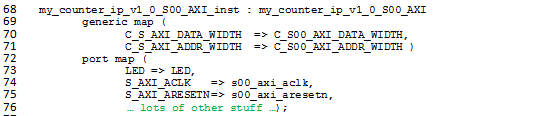 68 my_counter_ip_v1_0_S00_AXI_inst : my_counter_ip_v1_0_S00_AXI
69 generic map (
70 C_S_AXI_DATA_WIDTH => C_S00_AXI_DATA_WIDTH,
71 C_S_AXI_ADDR_WIDTH => C_S00_AXI_ADDR_WIDTH )
72 port map (
73 LED => LED,
74 S_AXI_ACLK => s00_axi_aclk,
75 S_AXI_ARESETN=> s00_axi_aresetn,
76 … lots of other stuff …);